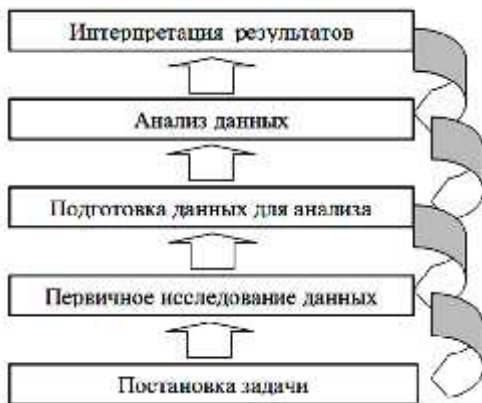 Интерпретация результатов
Анализ данных
Подготовка данных для анализа
Первичное исследование данных
Постановка задачи